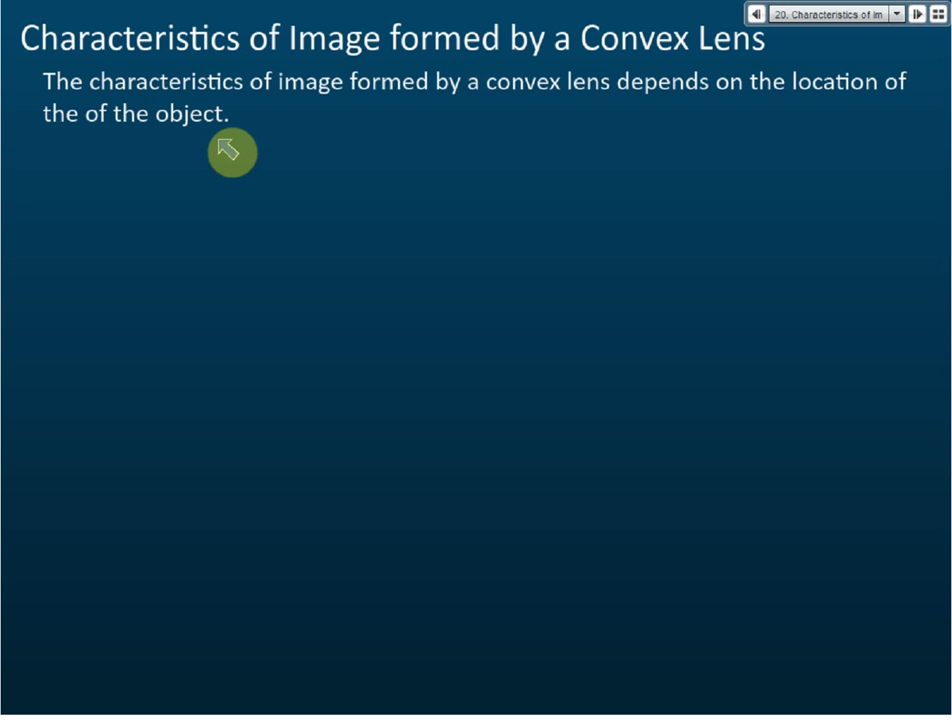 20. Characteristics of Im
Characteristics of Image formed by a Convex Lens
The characteristics of image formed by a convex lens depends on the location of
the of the object.